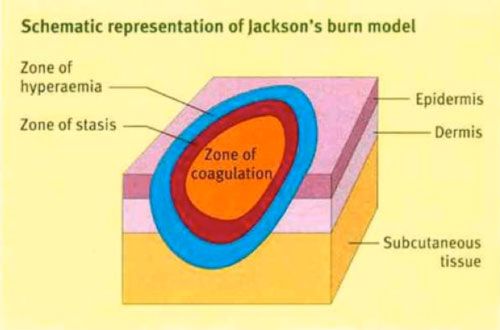 Schematic representation of Jackson's burn model
Zone of
hyperaemia
Zone of stasis
Zone of
coagulation
Epidermis
Dermis
Subcutaneous
tissue